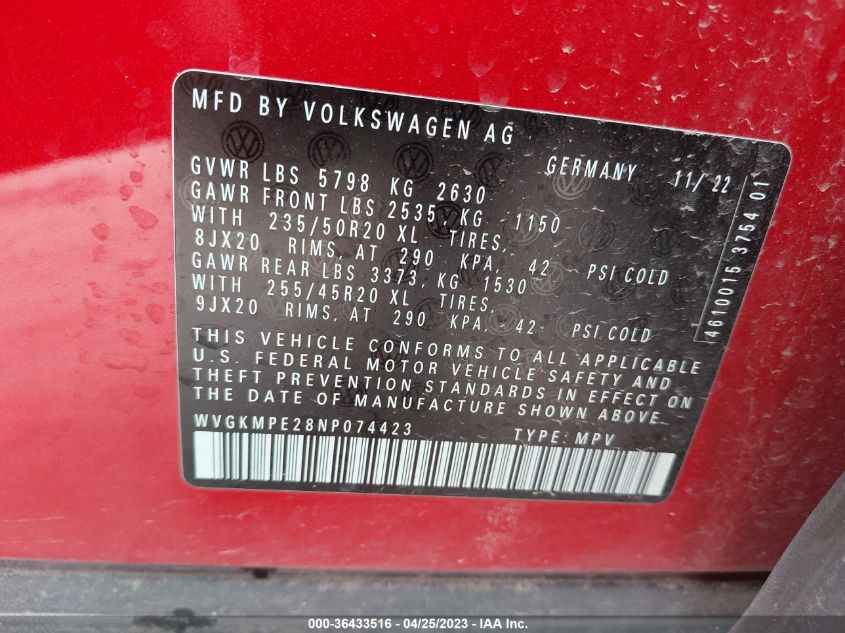 MFD BY VOLKSWAGEN AG
GERMANY 11/22
GVWR LBS 5798 KG 2630
GAWR FRONT LBS 2535, KG 1150
WITH 235/50R20 XL TIRES,
8JX20 RIMS, AT 290 KPA, 42 PSI COLD
GAWR REAR LBS 3373, KG 1530
WITH 255/45R20 XL TIRES,
9JX20 RIMS, AT 290 KPA, 42 PSI COLD
THIS VEHICLE CONFORMS TO ALL APPLICABLE
U.S. FEDERAL MOTOR VEHICLE SAFETY AND
THEFT PREVENTION STANDARDS IN EFFECT ON
THE DATE OF MANUFACTURE SHOWN ABOVE.
WVGKMPE28NP074423 TYPE: MPV
4610015 3754 01
000-36433516 - 04/25/2023 - IAA Inc.